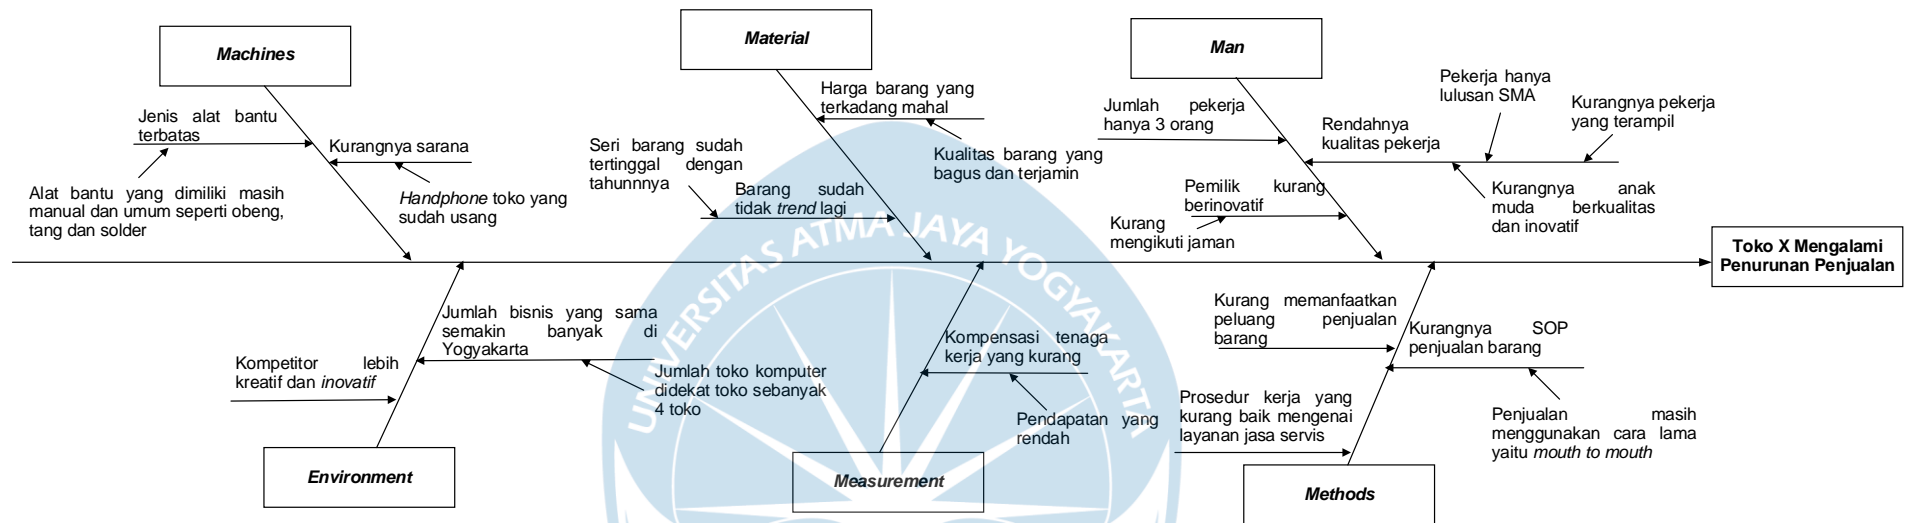 Machines
Material
Man
Jenis alat bantu
terbatas
Kurangnya sarana
Alat bantu yang dimiliki masih
manual dan umum seperti obeng,
tang dan solder
Handphone toko yang
sudah usang
Harga barang yang
terkadang mahal
Seri barang sudah
tertinggal dengan
tahunnnya
Barang sudah
tidak trend lagi
Kualitas barang yang
bagus dan terjamin
Jumlah pekerja
hanya 3 orang
Rendahnya
kualitas pekerja
Pekerja hanya
lulusan SMA
Kurangnya pekerja
yang terampil
Pemilik kurang
berinovatif
Kurang
mengikuti jaman
Kurangnya anak
muda berkualitas
dan inovatif
Toko X Mengalami
Penurunan Penjualan
UNIVERSITAS ATMA JAYA YOGYAKARTA
Jumlah bisnis yang sama
semakin banyak di
Yogyakarta
Kompetitor lebih
kreatif dan inovatif
Jumlah toko komputer
didekat toko sebanyak
4 toko
Kompensasi tenaga
kerja yang kurang
Pendapatan yang
rendah
Kurang memanfaatkan
peluang penjualan
barang
Kurangnya SOP
penjualan barang
Prosedur kerja yang
kurang baik mengenai
layanan jasa servis
Penjualan masih
menggunakan cara lama
yaitu mouth to mouth
Environment
Measurement
Methods